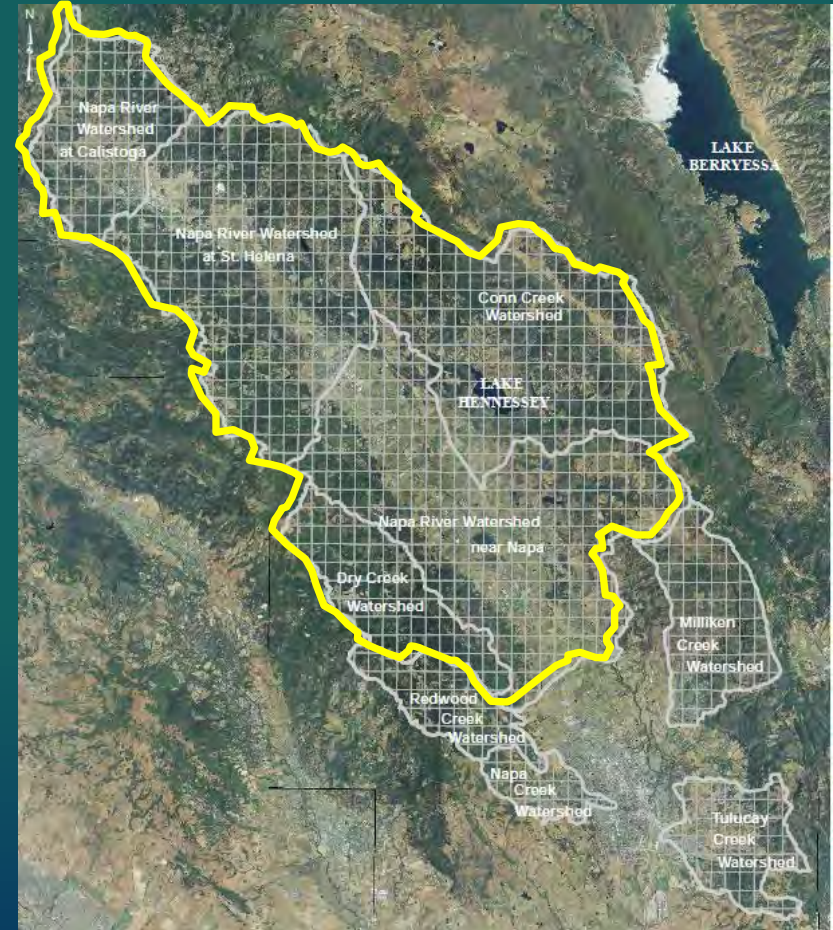 N
Napa River
Watershed
at Calistoga
LAKE
BERRYESSA
Napa River Watershed
at St. Helena
Conn Creek
Watershed
LAKE
HENNESSEY
Napa River Watershed
near Napa
Dry Creek
Watershed
Milliken
Creek
Watershed
Redwood
Creek
Watershed
Napa
Creek
Watershed
Tulucay
Creek
Watershed